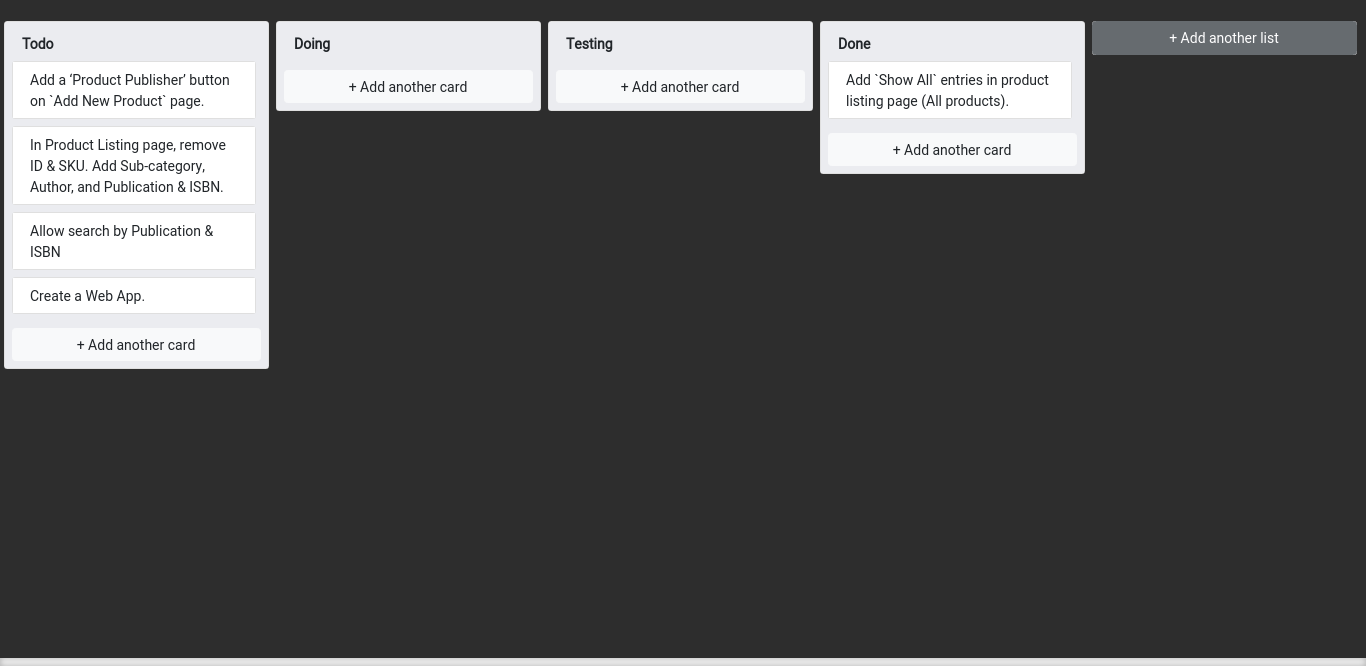 Todo
Add a ‘Product Publisher’ button
on `Add New Product` page.
In Product Listing page, remove
ID & SKU. Add Sub-category,
Author, and Publication & ISBN.
Allow search by Publication &
ISBN
Create a Web App.
+ Add another card
Doing
+ Add another card
Testing
+ Add another card
Done
Add `Show All` entries in product
listing page (All products).
+ Add another card
+ Add another list